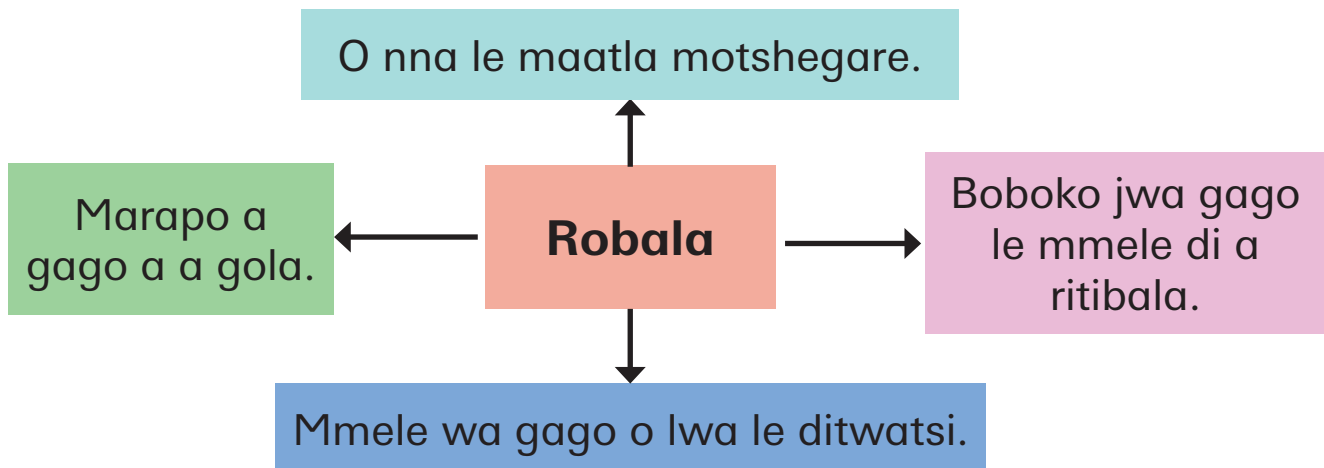 O nna le maatla motshegare.
Marapo a
gago a a gola.
Robala
Boboko jwa gago
le mmele di a
ritibala.
Mmele wa gago o lwa le ditwatsi.